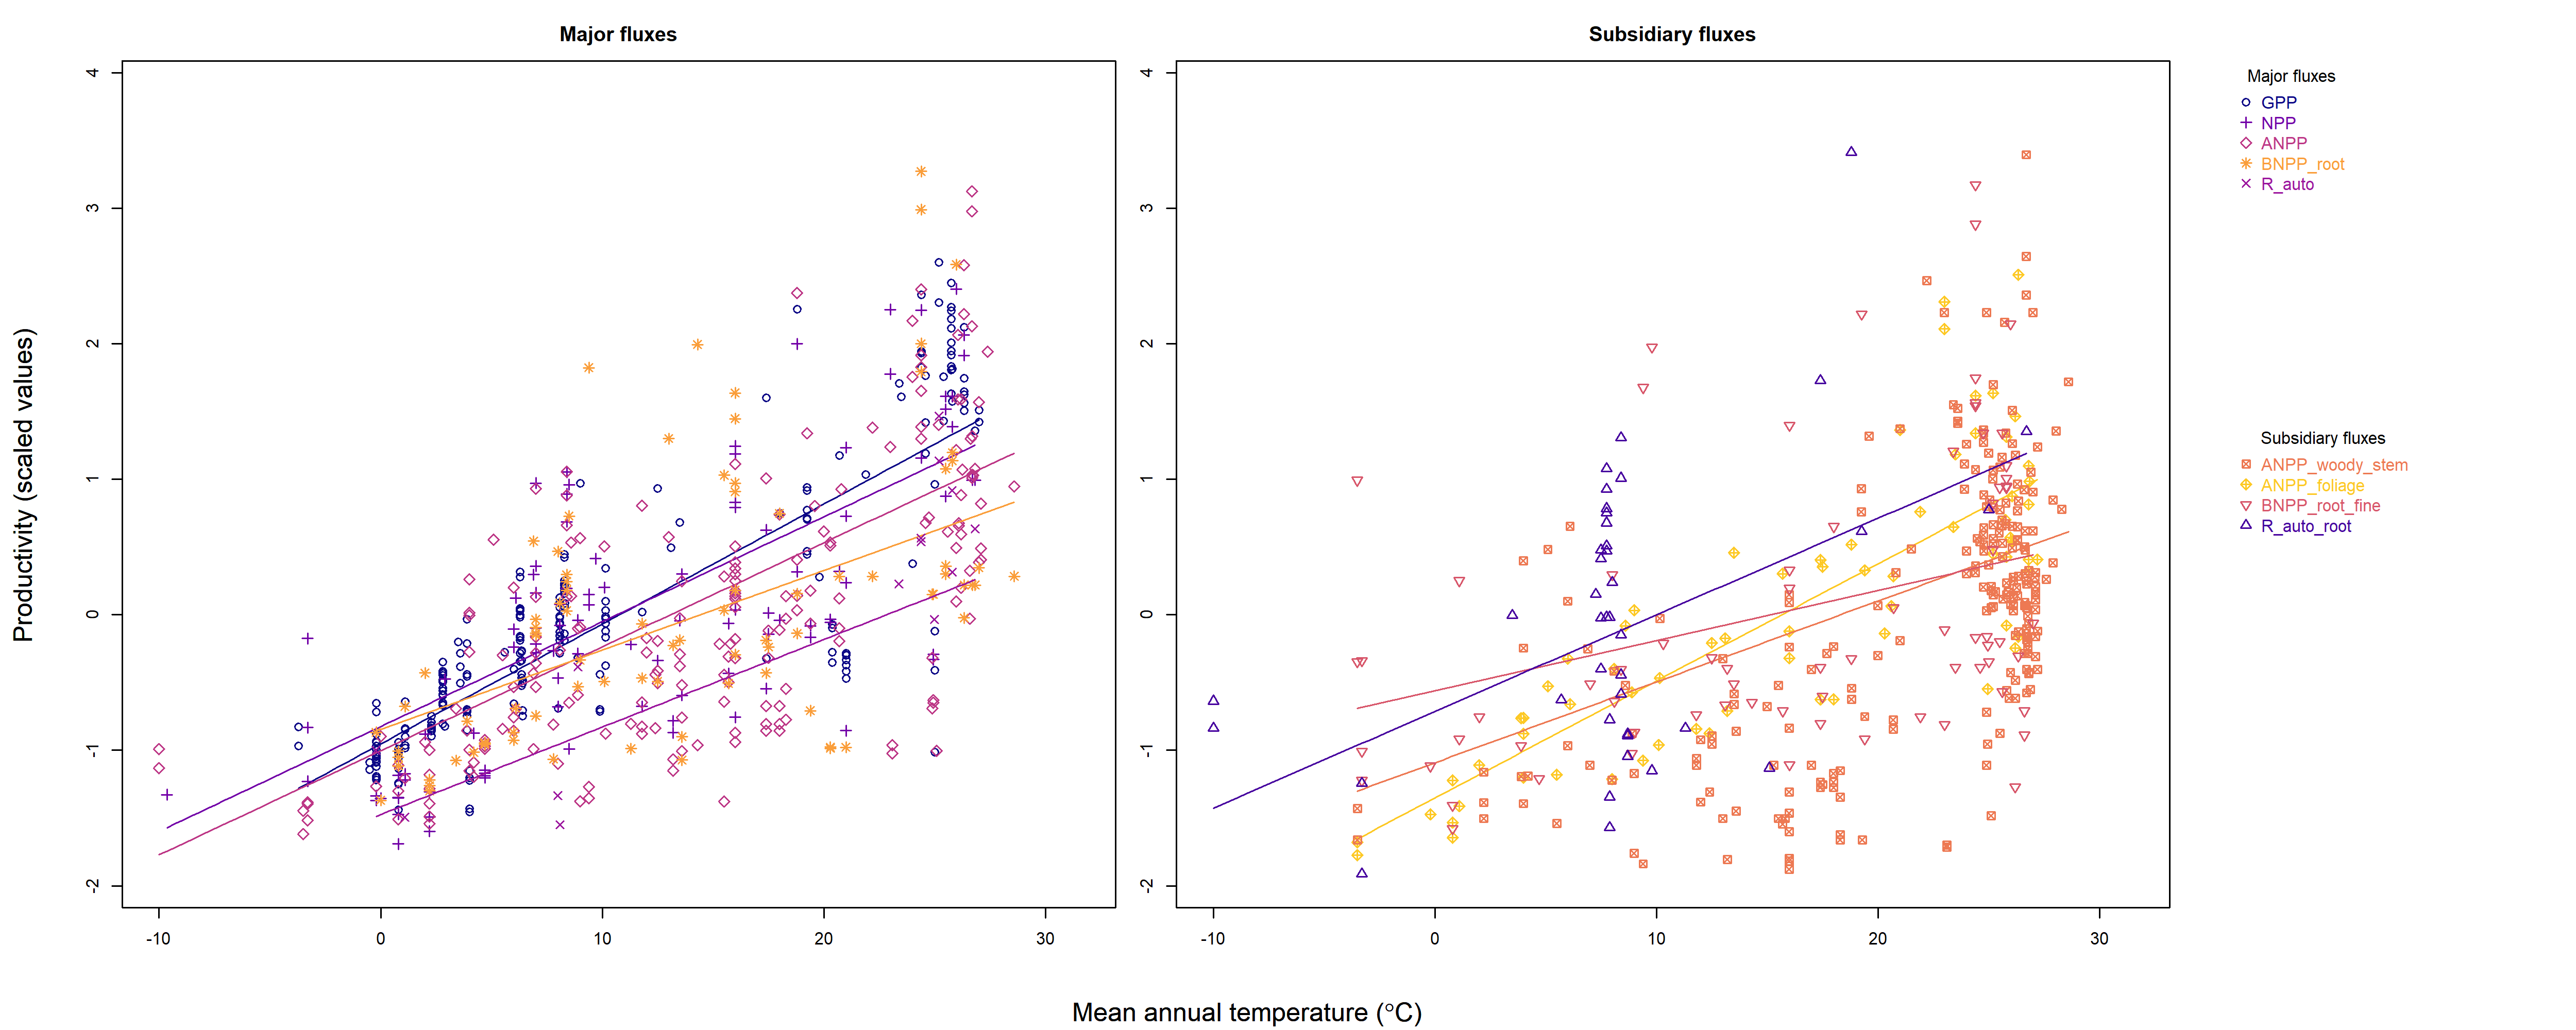 Major fluxes
Subsidiary fluxes
Productivity (scaled values)
4
3
2
1
0
-1
-2
-10
0
10
20
30
4
3
2
1
0
-1
-2
-10
0
10
20
30
Mean annual temperature (°C)
Major fluxes
GPP
NPP
ANPP
BNPP_root
R_auto
Subsidiary fluxes
ANPP_woody_stem
ANPP_foliage
BNPP_root_fine
R_auto_root